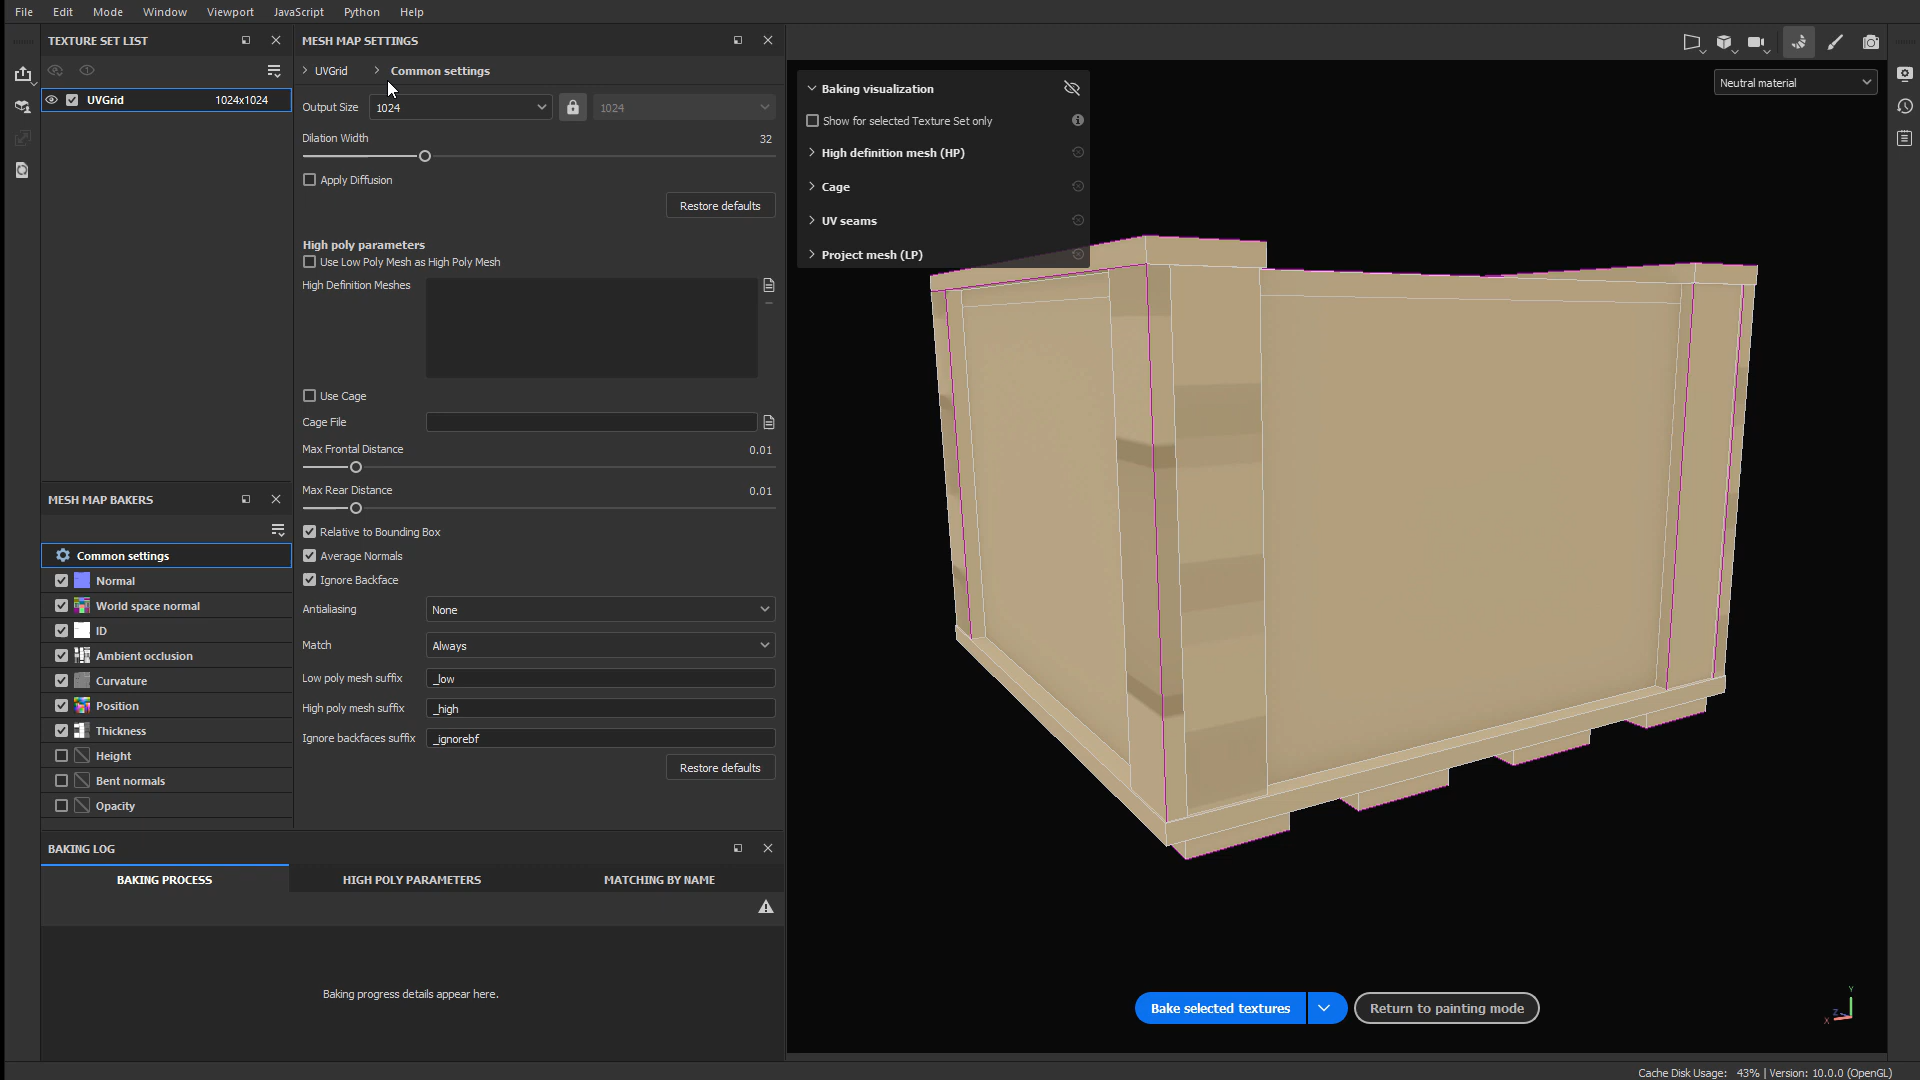 File Edit Mode Window Viewport JavaScript Python Help
TEXTURE SET LIST
UVGrid 1024x1024
MESH MAP SETTINGS
UVGrid Common settings
Output Size 1024 1024
Dilation Width 32
Apply Diffusion
Restore defaults
High poly parameters
Use Low Poly Mesh as High Poly Mesh
High Definition Meshes
Use Cage
Cage File
Max Frontal Distance 0.01
Max Rear Distance 0.01
Relative to Bounding Box
Average Normals
Ignore Backface
Antialiasing None
Match Always
Low poly mesh suffix _low
High poly mesh suffix _high
Ignore backfaces suffix _ignorebf
Restore defaults
MESH MAP BAKERS
Common settings
Normal
World space normal
ID
Ambient occlusion
Curvature
Position
Thickness
Height
Bent normals
Opacity
BAKING LOG
BAKING PROCESS HIGH POLY PARAMETERS MATCHING BY NAME
Baking progress details appear here.
Baking visualization
Show for selected Texture Set only
High definition mesh (HP)
Cage
UV seams
Project mesh (LP)
Neutral material
Bake selected textures Return to painting mode
Y
Z
X
Cache Disk Usage: 43% | Version: 10.0.0 (OpenGL)